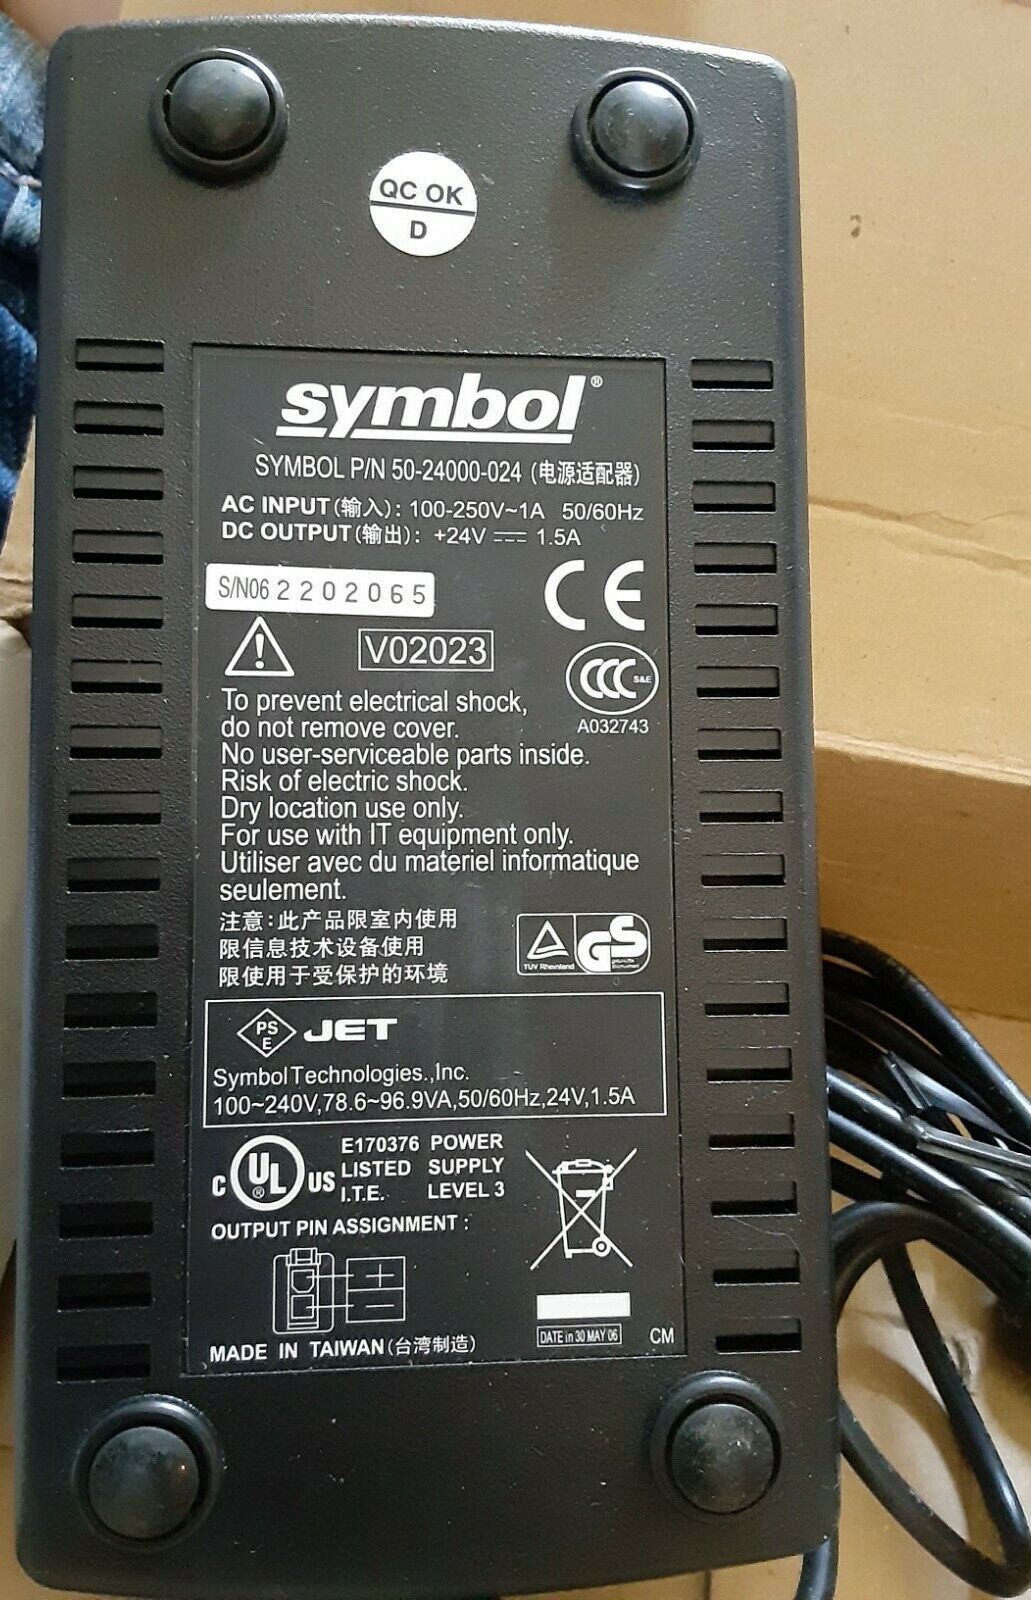 QC OK
D
symbol®
SYMBOL P/N 50-24000-024 (电源适配器)
AC INPUT(输入): 100-250V~1A 50/60Hz
DC OUTPUT(输出): +24V ⎓ 1.5A
S/N06 2202065
CE
V02023
CCC S&E
A032743
To prevent electrical shock,
do not remove cover.
No user-serviceable parts inside.
Risk of electric shock.
Dry location use only.
For use with IT equipment only.
Utiliser avec du materiel informatique
seulement.
注意:此产品限室内使用
限信息技术设备使用
限使用于受保护的环境
TUV Rheinland
GS
PS
E
JET
Symbol Technologies.,Inc.
100~240V,78.6~96.9VA,50/60Hz,24V,1.5A
C UL® US
E170376 POWER
LISTED SUPPLY
I.T.E. LEVEL 3
OUTPUT PIN ASSIGNMENT :
+
−
MADE IN TAIWAN(台湾制造)
DATE in 30 MAY 06
CM